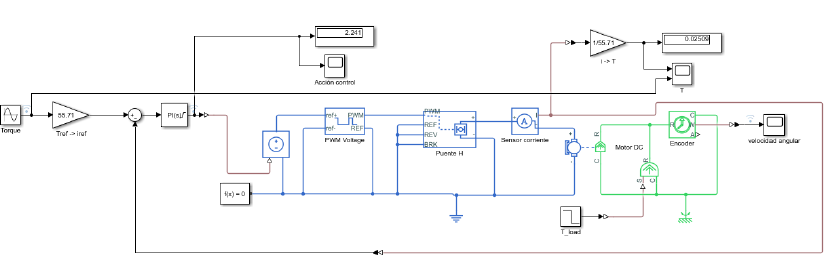 2.241
Acción control
1/55.71
i -> T
0.02509
T
Torque
55.71
Tref -> iref
PI(s)
ref+
ref-
PWM
REF
PWM Voltage
PWM
REF
REV
BRK
Puente H
A
I
Sensor corriente
+
-
Motor DC
R
C
S
R
C
R
C
W
A
Encoder
velocidad angular
f(x) = 0
T_load